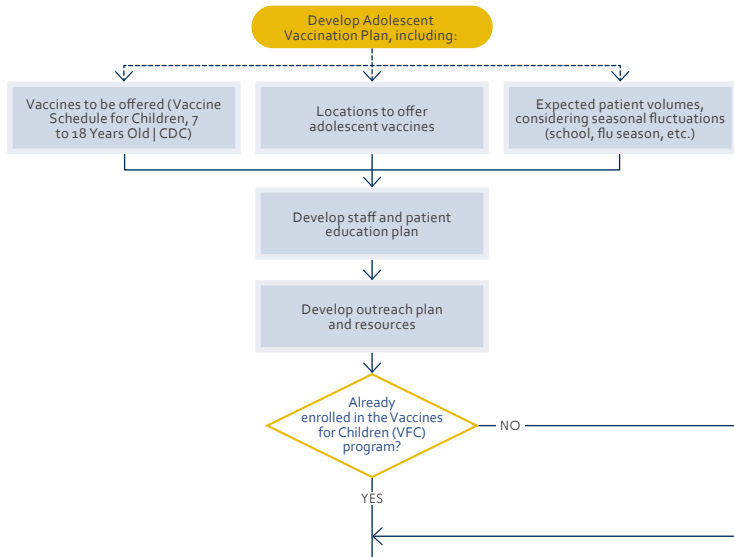 Develop Adolescent
Vaccination Plan, including:
Vaccines to be offered (Vaccine
Schedule for Children, 7
to 18 Years Old | CDC)
Locations to offer
adolescent vaccines
Expected patient volumes,
considering seasonal fluctuations
(school, flu season, etc.)
Develop staff and patient
education plan
Develop outreach plan
and resources
Already
enrolled in the Vaccines
for Children (VFC)
program?
NO
YES